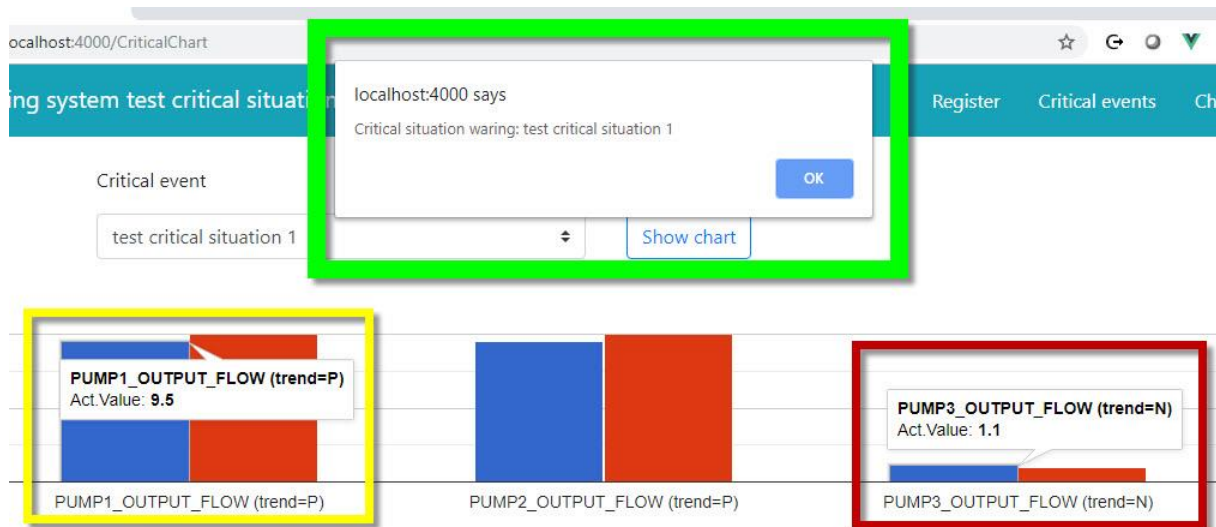 ocalhost:4000/CriticalChart
ing system test critical situation
Register Critical events Ch
localhost:4000 says
Critical situation waring: test critical situation 1
OK
Critical event
test critical situation 1
Show chart
PUMP1_OUTPUT_FLOW (trend=P)
Act.Value: 9.5
PUMP3_OUTPUT_FLOW (trend=N)
Act.Value: 1.1
PUMP1_OUTPUT_FLOW (trend=P) PUMP2_OUTPUT_FLOW (trend=P) PUMP3_OUTPUT_FLOW (trend=N)